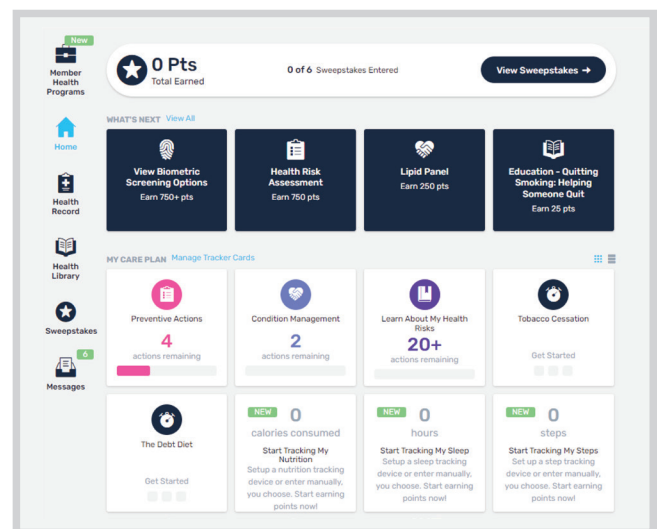 New
Member
Health
Programs
Home
Health
Record
Health
Library
Sweepstakes
6
Messages
0 Pts
Total Earned
0 of 6 Sweepstakes Entered
View Sweepstakes →
WHAT'S NEXT View All
View Biometric
Screening Options
Earn 750+ pts
Health Risk
Assessment
Earn 750 pts
Lipid Panel
Earn 250 pts
Education - Quitting
Smoking: Helping
Someone Quit
Earn 25 pts
MY CARE PLAN Manage Tracker Cards
Preventive Actions
4
actions remaining
Condition Management
2
actions remaining
Learn About My Health
Risks
20+
actions remaining
Tobacco Cessation
Get Started
The Debt Diet
Get Started
NEW 0
calories consumed
Start Tracking My
Nutrition
Setup a nutrition tracking
device or enter manually,
you choose. Start earning
points now!
NEW 0
hours
Start Tracking My Sleep
Setup a sleep tracking
device or enter manually,
you choose. Start earning
points now!
NEW 0
steps
Start Tracking My Steps
Set up a step tracking
device or enter manually,
you choose. Start earning
points now!